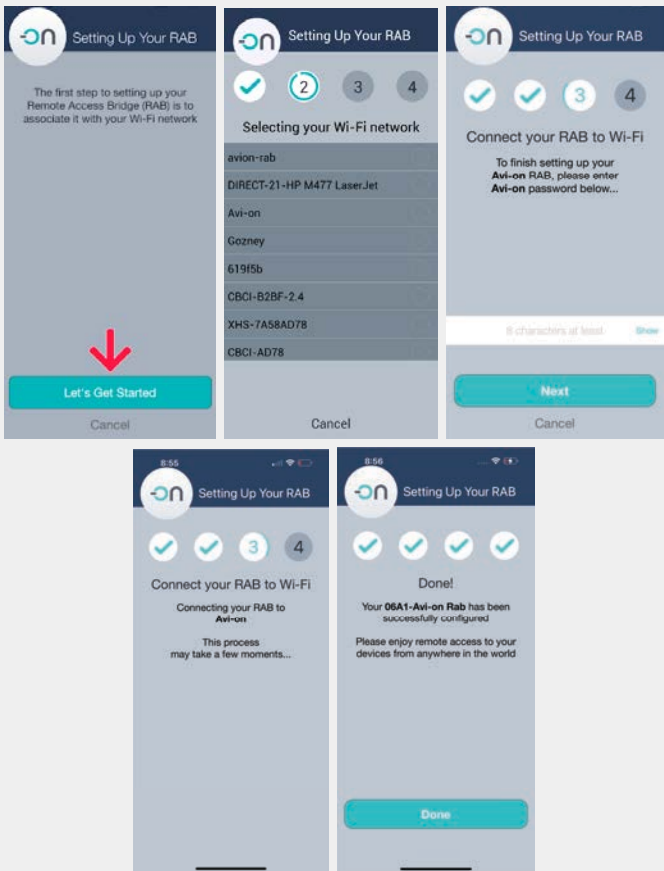 on
Setting Up Your RAB
The first step to setting up your
Remote Access Bridge (RAB) is to
associate it with your Wi-Fi network
Let's Get Started
Cancel
on
Setting Up Your RAB
2
3
4
Selecting your Wi-Fi network
avion-rab
DIRECT-21-HP M477 LaserJet
Avi-on
Gozney
619f5b
CBCI-B2BF-2.4
XHS-7A58AD78
CBCI-AD78
Cancel
on
Setting Up Your RAB
3
4
Connect your RAB to Wi-Fi
To finish setting up your
Avi-on RAB, please enter
Avi-on password below...
8 characters at least
Show
Next
Cancel
8:55
on
Setting Up Your RAB
3
4
Connect your RAB to Wi-Fi
Connecting your RAB to
Avi-on
This process
may take a few moments...
8:56
on
Setting Up Your RAB
Done!
Your 06A1-Avi-on Rab has been
successfully configured
Please enjoy remote access to your
devices from anywhere in the world
Done